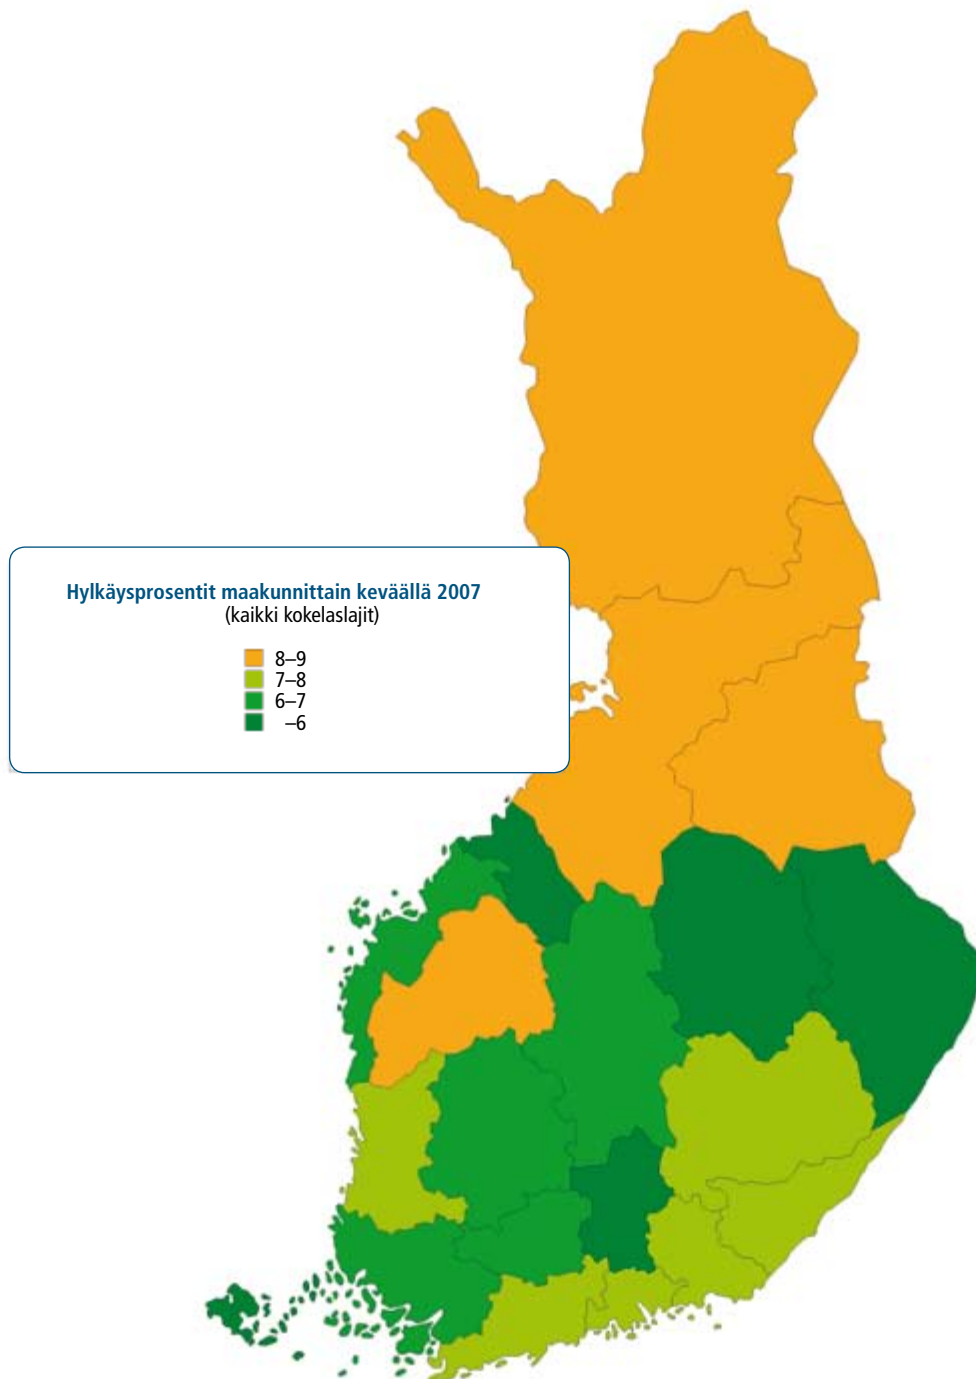 Hylkäysprosentit maakunnittain keväällä 2007
(kaikki kokelaslajit)
8–9
7–8
6–7
–6